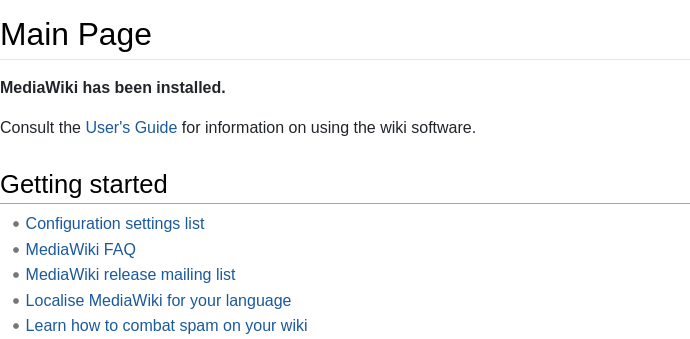 Main Page
MediaWiki has been installed.
Consult the User's Guide for information on using the wiki software.
Getting started
Configuration settings list
MediaWiki FAQ
MediaWiki release mailing list
Localise MediaWiki for your language
Learn how to combat spam on your wiki